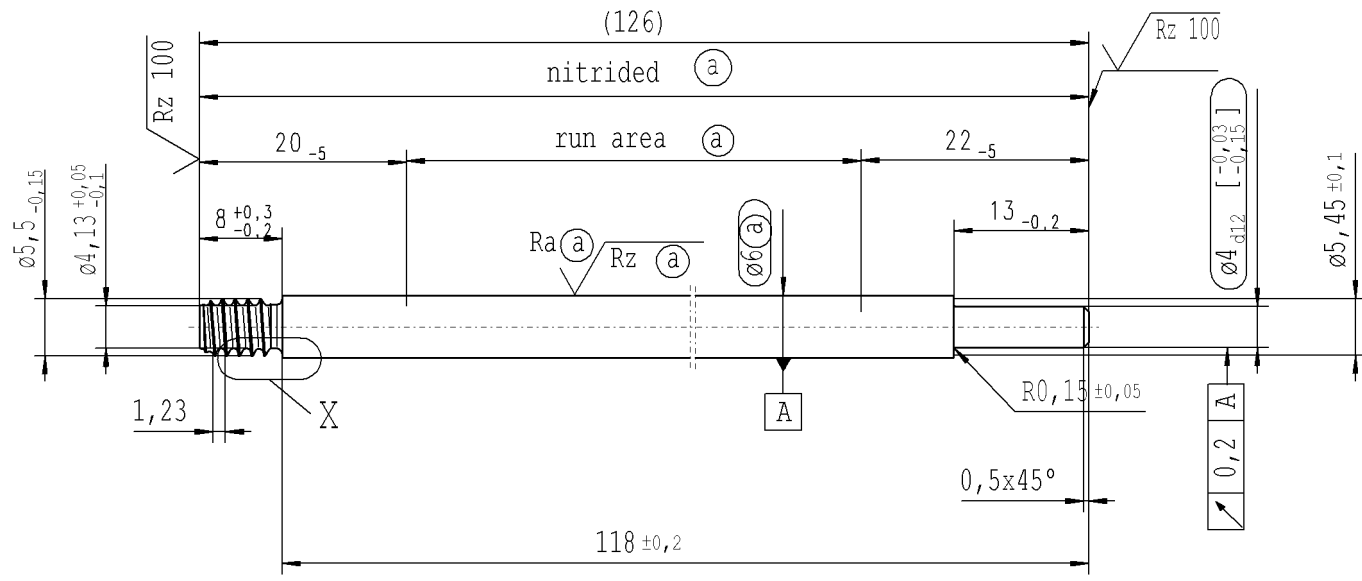 (126)
Rz 100
Rz 100
nitrided a
20 -5
run area a
22 -5
ø4 d12 [-0,03 -0,15]
ø5,45 ±0,1
ø5,5 -0,15
ø4,13 +0,05 -0,1
8 +0,3 -0,2
Ra a
Rz a
ø6 a
13 -0,2
1,23
X
A
R0,15 ±0,05
0,2 A
0,5x45°
118 ±0,2